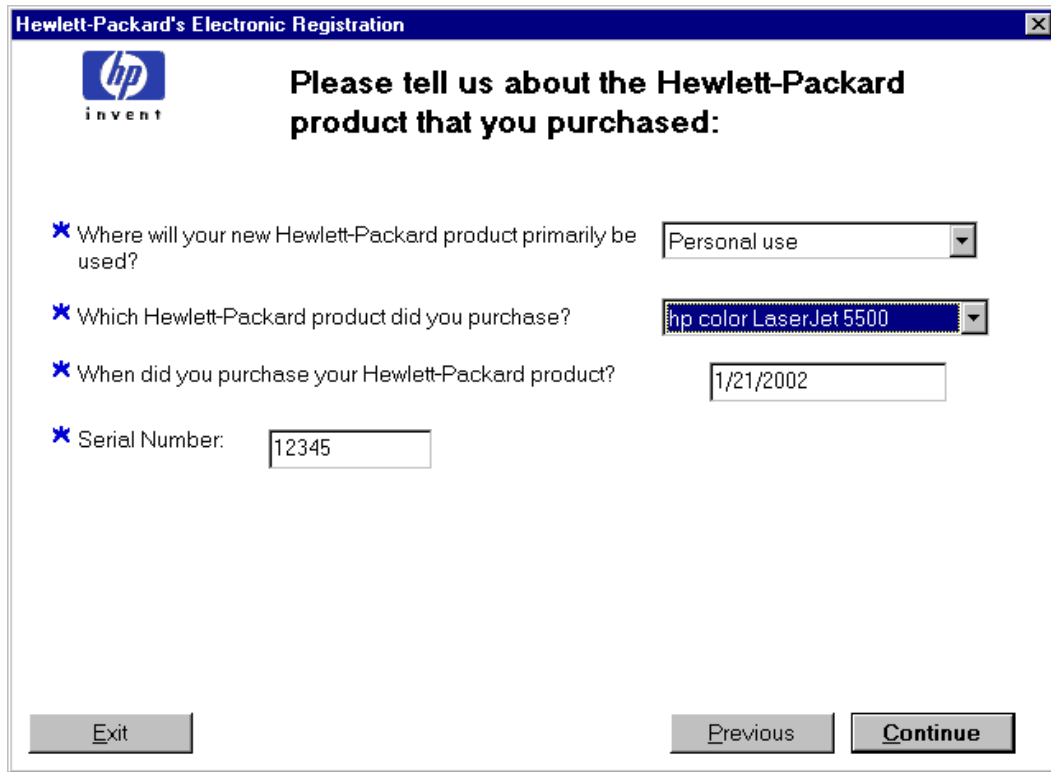 Hewlett-Packard's Electronic Registration
hp
invent
Please tell us about the Hewlett-Packard
product that you purchased:
Where will your new Hewlett-Packard product primarily be
used?
Personal use
Which Hewlett-Packard product did you purchase?
hp color LaserJet 5500
When did you purchase your Hewlett-Packard product?
1/21/2002
Serial Number:
12345
Exit
Previous
Continue